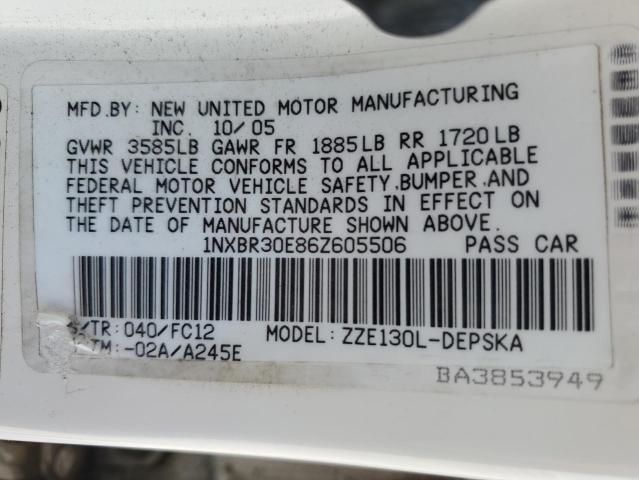 MFD.BY: NEW UNITED MOTOR MANUFACTURING
INC. 10/05
GVWR 3585LB GAWR FR 1885LB RR 1720LB
THIS VEHICLE CONFORMS TO ALL APPLICABLE
FEDERAL MOTOR VEHICLE SAFETY,BUMPER,AND
THEFT PREVENTION STANDARDS IN EFFECT ON
THE DATE OF MANUFACTURE SHOWN ABOVE.
1NXBR30E86Z605506 PASS CAR
/TR: 040/FC12 MODEL: ZZE130L-DEPSKA
TM: -02A/A245E
BA3853949